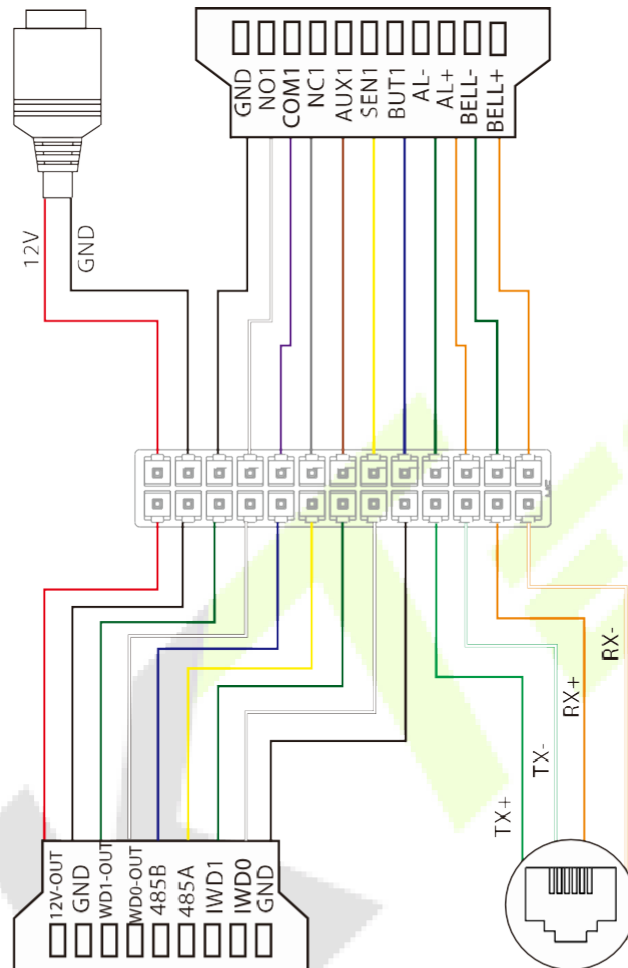 GND
NO1
COM1
NC1
AUX1
SEN1
BUT1
AL-
AL+
BELL-
BELL+
12V
GND
RX-
RX+
TX-
TX+
12V-OUT
GND
WD1-OUT
WD0-OUT
485B
485A
IWD1
IWD0
GND